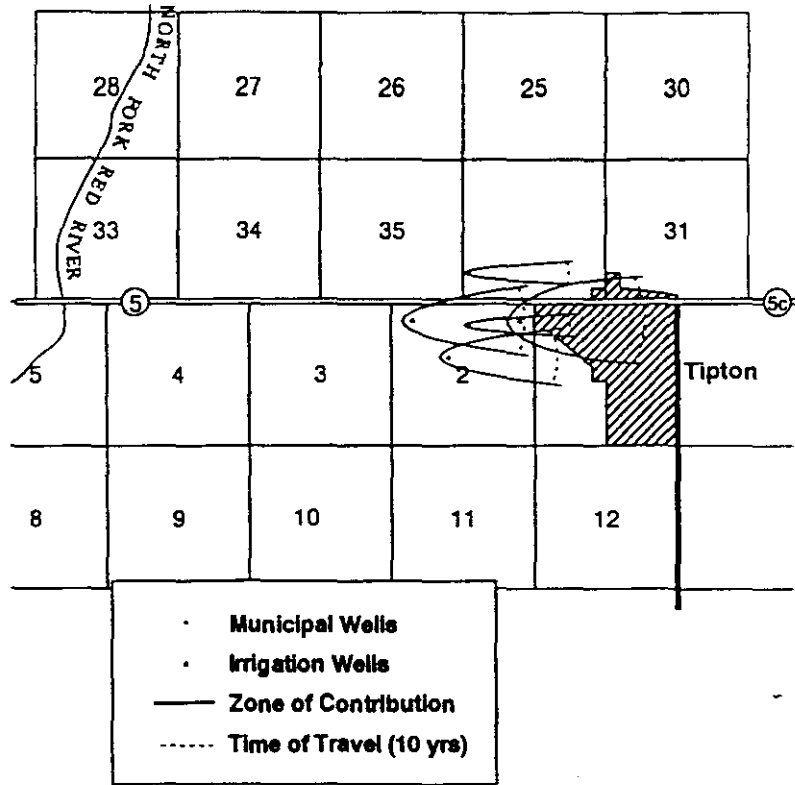 NORTH FORK RED RIVER
28 27 26 25 30
33 34 35 31
5 5c
5 4 3 2 Tipton
8 9 10 11 12
Municipal Wells
Irrigation Wells
Zone of Contribution
Time of Travel (10 yrs)